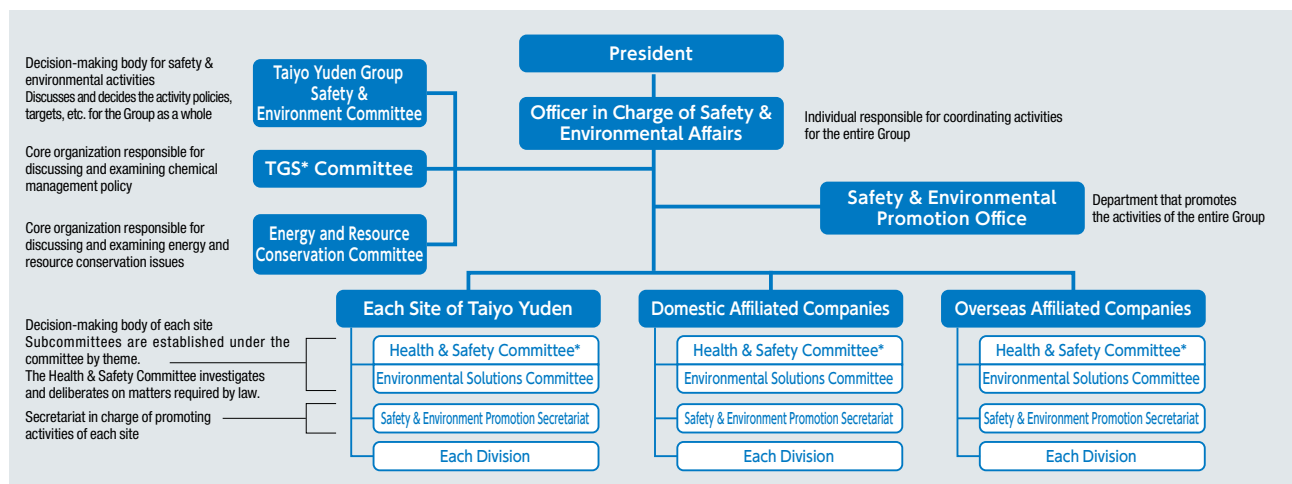 President
Decision-making body for safety &
environmental activities
Discusses and decides the activity policies,
targets, etc. for the Group as a whole
Taiyo Yuden Group
Safety &
Environment Committee
Officer in Charge of Safety &
Environmental Affairs
Individual responsible for coordinating activities
for the entire Group
Core organization responsible for
discussing and examining chemical
management policy
TGS* Committee
Safety & Environmental
Promotion Office
Department that promotes
the activities of the entire Group
Core organization responsible for
discussing and examining energy and
resource conservation issues
Energy and Resource
Conservation Committee
Each Site of Taiyo Yuden
Domestic Affiliated Companies
Overseas Affiliated Companies
Decision-making body of each site
Subcommittees are established under the
committee by theme.
The Health & Safety Committee investigates
and deliberates on matters required by law.
Secretariat in charge of promoting
activities of each site
Health & Safety Committee*
Environmental Solutions Committee
Safety & Environment Promotion Secretariat
Each Division
Health & Safety Committee*
Environmental Solutions Committee
Safety & Environment Promotion Secretariat
Each Division
Health & Safety Committee*
Environmental Solutions Committee
Safety & Environment Promotion Secretariat
Each Division